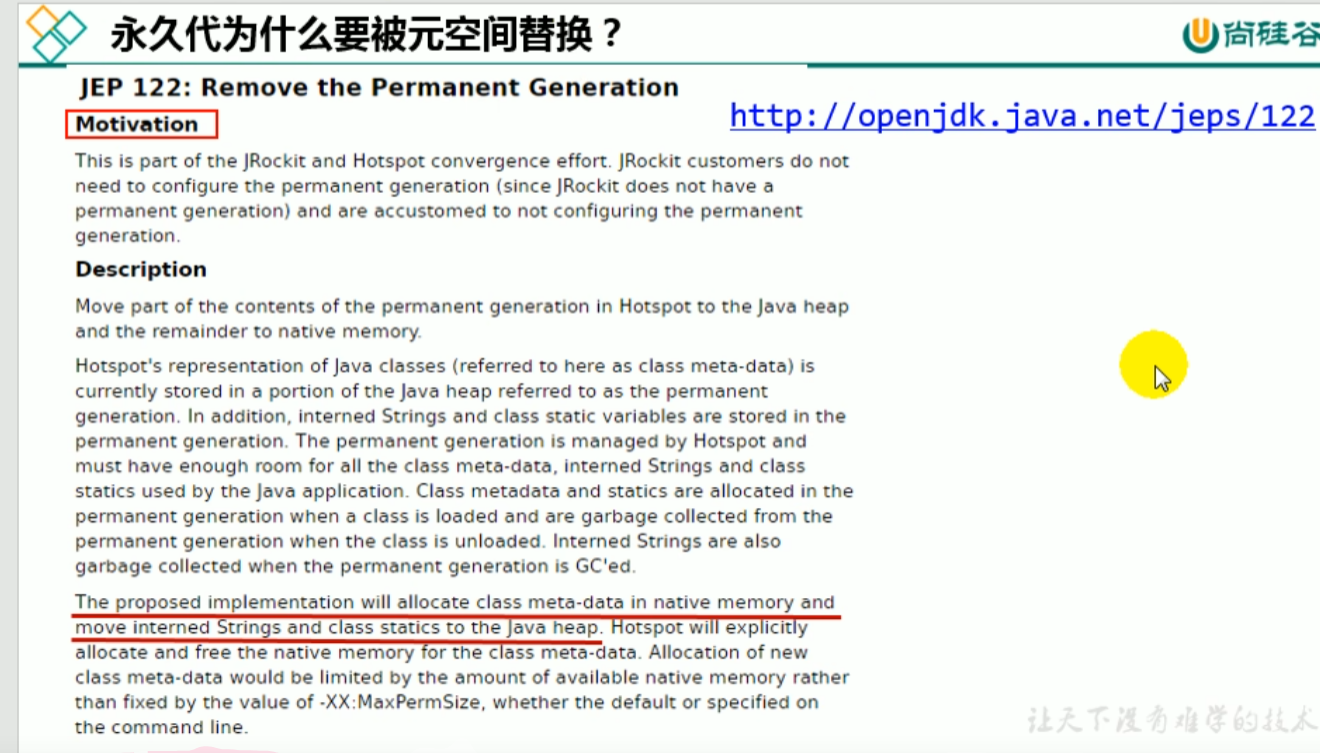 永久代为什么要被元空间替换？
尚硅谷
JEP 122: Remove the Permanent Generation
http://openjdk.java.net/jeps/122
Motivation
This is part of the JRockit and Hotspot convergence effort. JRockit customers do not
need to configure the permanent generation (since JRockit does not have a
permanent generation) and are accustomed to not configuring the permanent
generation.
Description
Move part of the contents of the permanent generation in Hotspot to the Java heap
and the remainder to native memory.
Hotspot's representation of Java classes (referred to here as class meta-data) is
currently stored in a portion of the Java heap referred to as the permanent
generation. In addition, interned Strings and class static variables are stored in the
permanent generation. The permanent generation is managed by Hotspot and
must have enough room for all the class meta-data, interned Strings and class
statics used by the Java application. Class metadata and statics are allocated in the
permanent generation when a class is loaded and are garbage collected from the
permanent generation when the class is unloaded. Interned Strings are also
garbage collected when the permanent generation is GC'ed.
The proposed implementation will allocate class meta-data in native memory and
move interned Strings and class statics to the Java heap. Hotspot will explicitly
allocate and free the native memory for the class meta-data. Allocation of new
class meta-data would be limited by the amount of available native memory rather
than fixed by the value of -XX:MaxPermSize, whether the default or specified on
the command line.
让天下没有难学的技术